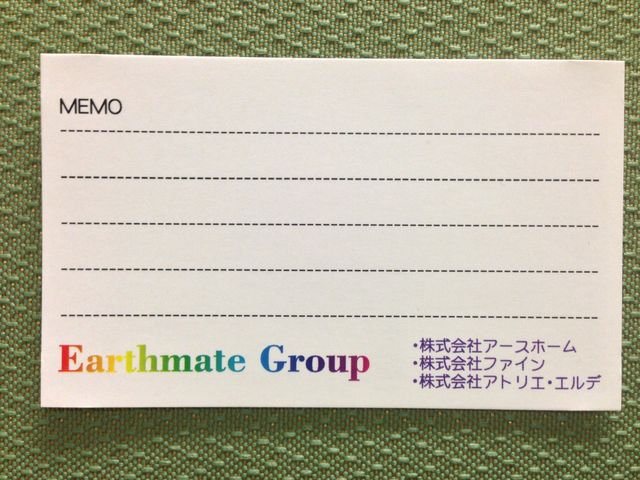 MEMO
Earthmate Group
・株式会社アースホーム
・株式会社ファイン
・株式会社アトリエ・エルデ